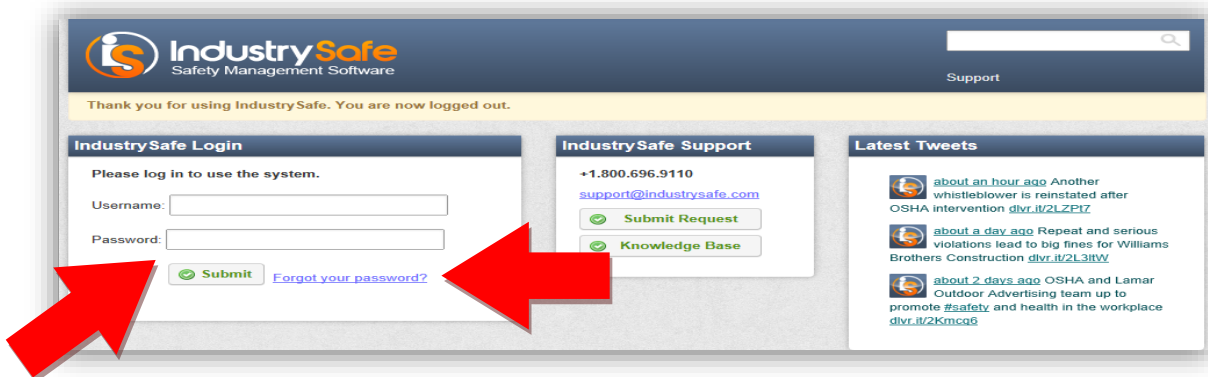 IndustrySafe
Safety Management Software
Support
Thank you for using IndustrySafe. You are now logged out.
IndustrySafe Login
Please log in to use the system.
Username:
Password:
Submit
Forgot your password?
IndustrySafe Support
+1.800.696.9110
support@industrysafe.com
Submit Request
Knowledge Base
Latest Tweets
about an hour ago Another
whistleblower is reinstated after
OSHA intervention dlvr.it/2LZPt7
about a day ago Repeat and serious
violations lead to big fines for Williams
Brothers Construction dlvr.it/2L3ltW
about 2 days ago OSHA and Lamar
Outdoor Advertising team up to
promote #safety and health in the workplace
dlvr.it/2Kmcq6